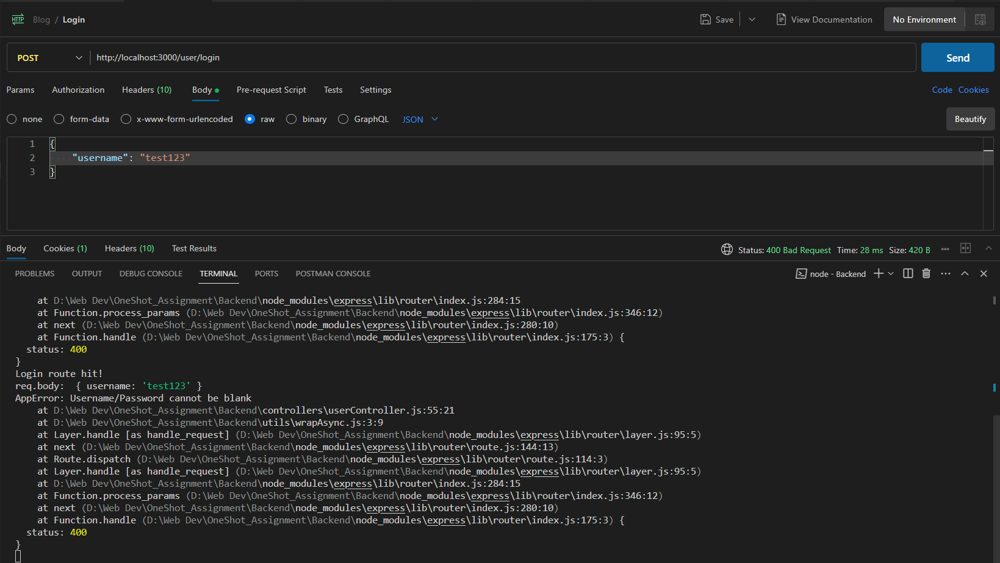 HTTP Blog / Login Save View Documentation No Environment
POST http://localhost:3000/user/login Send
Params Authorization Headers (10) Body Pre-request Script Tests Settings Code Cookies
none form-data x-www-form-urlencoded raw binary GraphQL JSON Beautify
1 {
2 "username": "test123"
3 }
Body Cookies (1) Headers (10) Test Results Status: 400 Bad Request Time: 28 ms Size: 420 B
PROBLEMS OUTPUT DEBUG CONSOLE TERMINAL PORTS POSTMAN CONSOLE node - Backend
at D:\Web Dev\OneShot_Assignment\Backend\node_modules\express\lib\router\index.js:284:15
at Function.process_params (D:\Web Dev\OneShot_Assignment\Backend\node_modules\express\lib\router\index.js:346:12)
at next (D:\Web Dev\OneShot_Assignment\Backend\node_modules\express\lib\router\index.js:280:10)
at Function.handle (D:\Web Dev\OneShot_Assignment\Backend\node_modules\express\lib\router\index.js:175:3) {
status: 400
}
Login route hit!
req.body:  { username: 'test123' }
AppError: Username/Password cannot be blank
at D:\Web Dev\OneShot_Assignment\Backend\controllers\userController.js:55:21
at D:\Web Dev\OneShot_Assignment\Backend\utils\wrapAsync.js:3:9
at Layer.handle [as handle_request] (D:\Web Dev\OneShot_Assignment\Backend\node_modules\express\lib\router\layer.js:95:5)
at next (D:\Web Dev\OneShot_Assignment\Backend\node_modules\express\lib\router\route.js:144:13)
at Route.dispatch (D:\Web Dev\OneShot_Assignment\Backend\node_modules\express\lib\router\route.js:114:3)
at Layer.handle [as handle_request] (D:\Web Dev\OneShot_Assignment\Backend\node_modules\express\lib\router\layer.js:95:5)
at D:\Web Dev\OneShot_Assignment\Backend\node_modules\express\lib\router\index.js:284:15
at Function.process_params (D:\Web Dev\OneShot_Assignment\Backend\node_modules\express\lib\router\index.js:346:12)
at next (D:\Web Dev\OneShot_Assignment\Backend\node_modules\express\lib\router\index.js:280:10)
at Function.handle (D:\Web Dev\OneShot_Assignment\Backend\node_modules\express\lib\router\index.js:175:3) {
status: 400
}